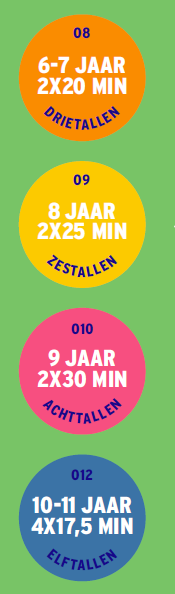 O8
6-7 JAAR
2X20 MIN
DRIETALLEN
O9
8 JAAR
2X25 MIN
ZESTALLEN
O10
9 JAAR
2X30 MIN
ACHTTALLEN
O12
10-11 JAAR
4X17,5 MIN
ELFTALLEN